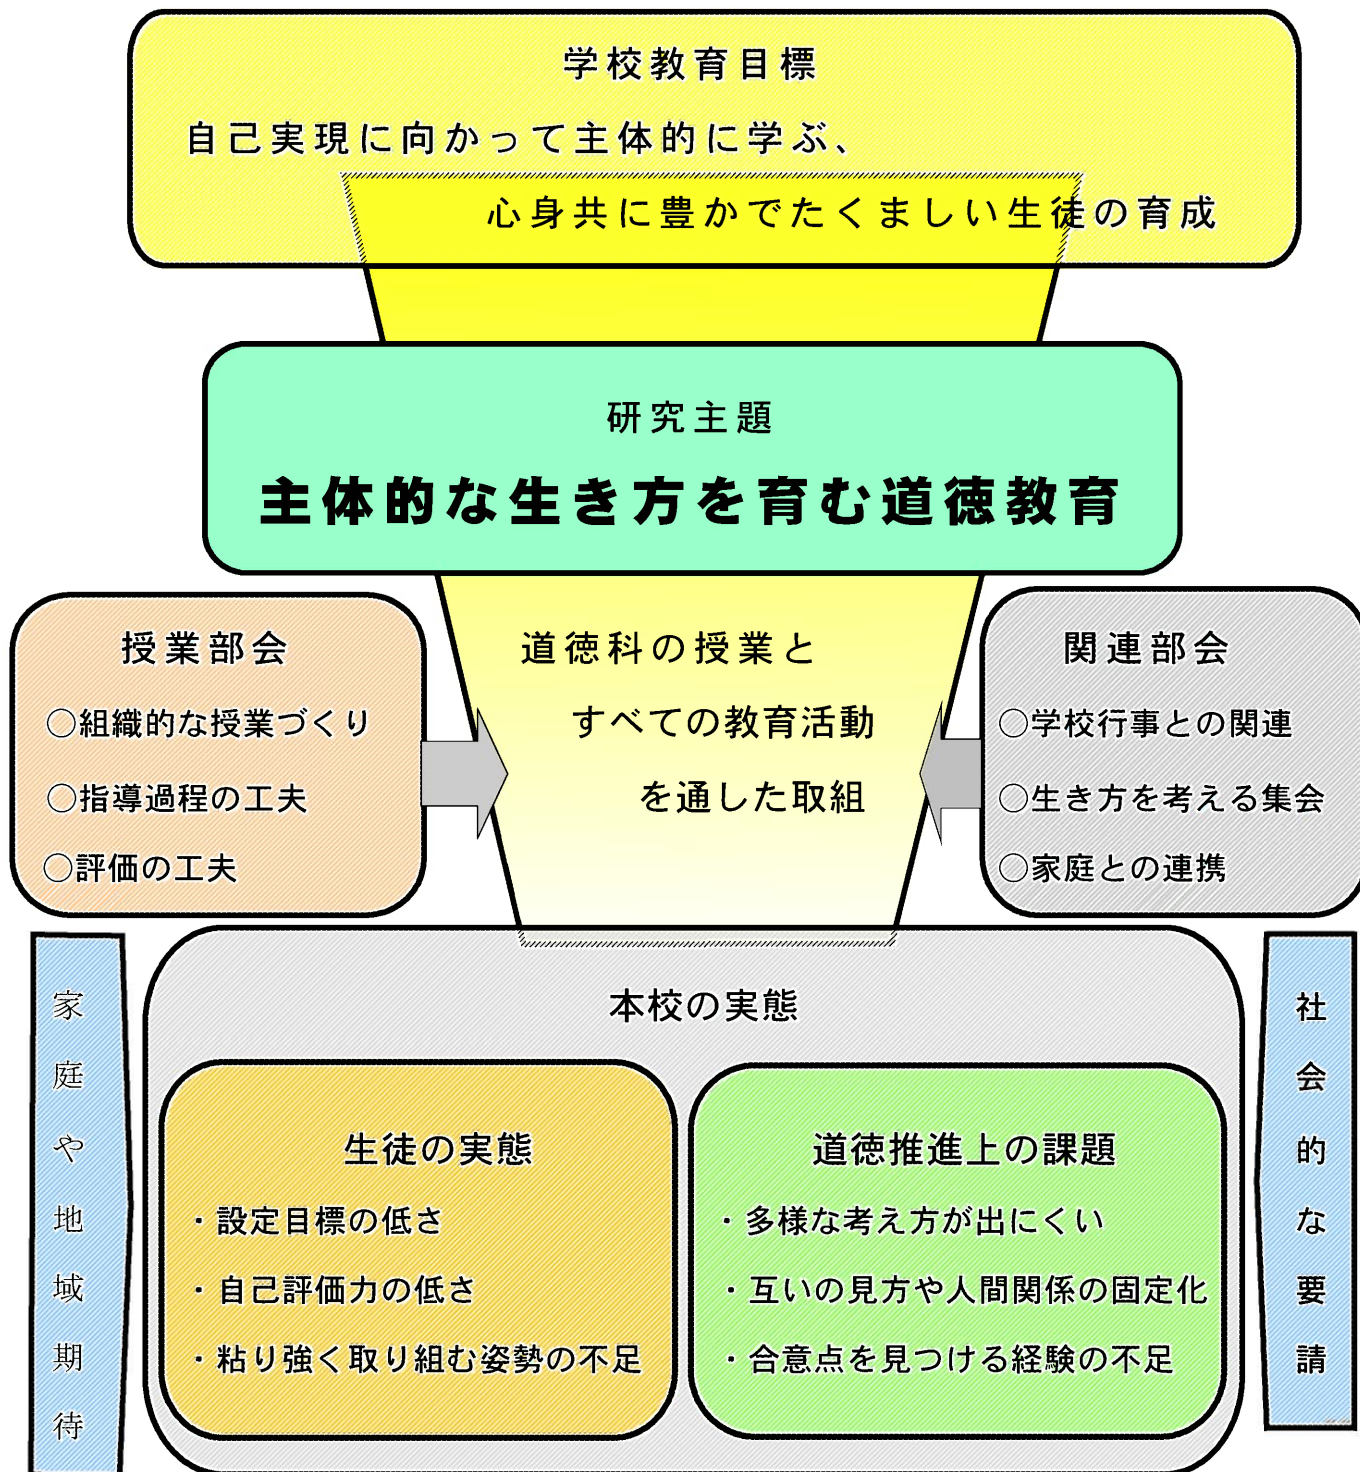 学校教育目標
自己実現に向かって主体的に学ぶ、
心身共に豊かでたくましい生徒の育成
研究主題
主体的な生き方を育む道徳教育
授業部会
○組織的な授業づくり
○指導過程の工夫
○評価の工夫
道徳科の授業と
すべての教育活動
を通した取組
関連部会
○学校行事との関連
○生き方を考える集会
○家庭との連携
家庭や地域期待
本校の実態
生徒の実態
・設定目標の低さ
・自己評価力の低さ
・粘り強く取り組む姿勢の不足
道徳推進上の課題
・多様な考え方が出にくい
・互いの見方や人間関係の固定化
・合意点を見つける経験の不足
社会的な要請